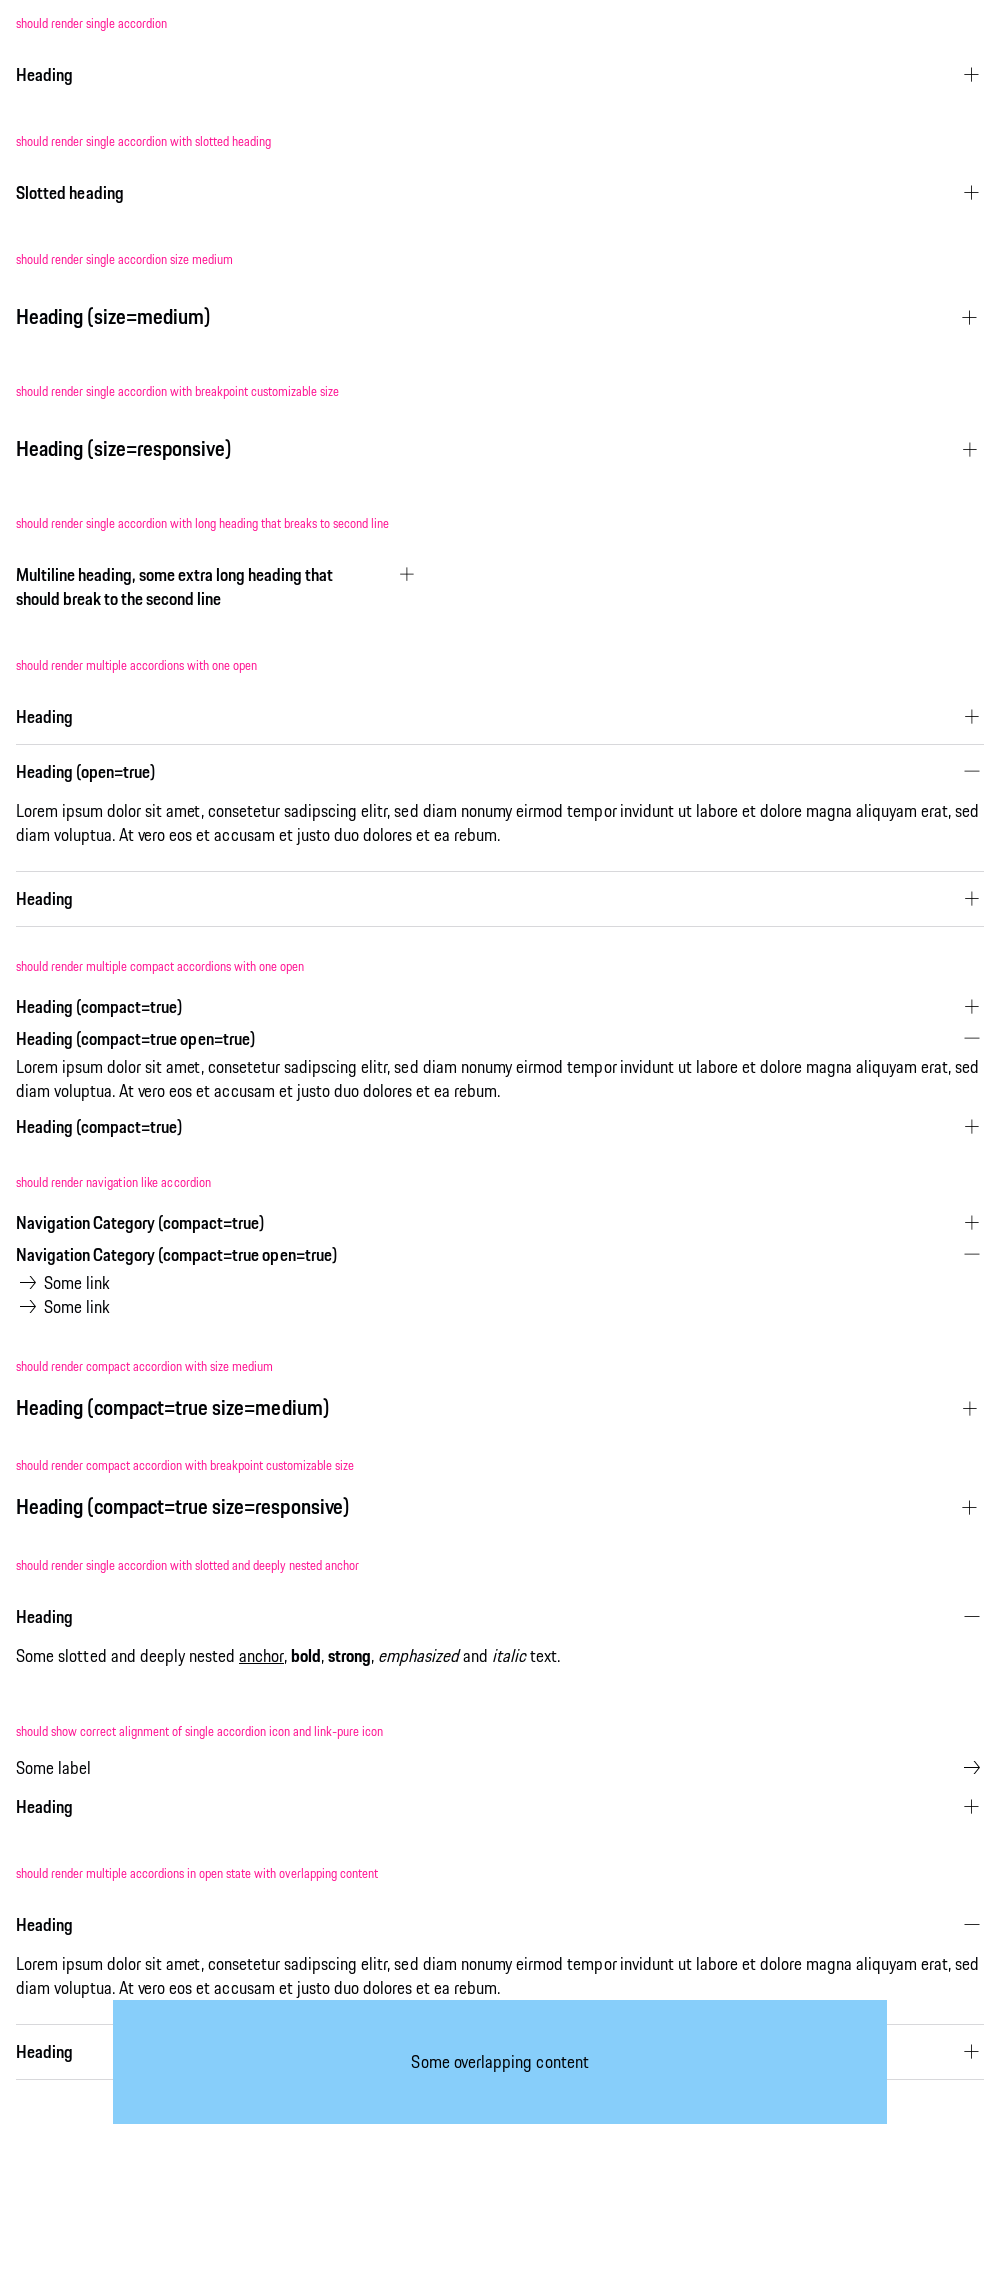 should render single accordion
Heading
should render single accordion with slotted heading
Slotted heading
should render single accordion size medium
Heading (size=medium)
should render single accordion with breakpoint customizable size
Heading (size=responsive)
should render single accordion with long heading that breaks to second line
Multiline heading, some extra long heading that
should break to the second line
should render multiple accordions with one open
Heading
Heading (open=true)
Lorem ipsum dolor sit amet, consetetur sadipscing elitr, sed diam nonumy eirmod tempor invidunt ut labore et dolore magna aliquyam erat, sed
diam voluptua. At vero eos et accusam et justo duo dolores et ea rebum.
Heading
should render multiple compact accordions with one open
Heading (compact=true)
Heading (compact=true open=true)
Lorem ipsum dolor sit amet, consetetur sadipscing elitr, sed diam nonumy eirmod tempor invidunt ut labore et dolore magna aliquyam erat, sed
diam voluptua. At vero eos et accusam et justo duo dolores et ea rebum.
Heading (compact=true)
should render navigation like accordion
Navigation Category (compact=true)
Navigation Category (compact=true open=true)
Some link
Some link
should render compact accordion with size medium
Heading (compact=true size=medium)
should render compact accordion with breakpoint customizable size
Heading (compact=true size=responsive)
should render single accordion with slotted and deeply nested anchor
Heading
Some slotted and deeply nested anchor, bold, strong, emphasized and italic text.
should show correct alignment of single accordion icon and link-pure icon
Some label
Heading
should render multiple accordions in open state with overlapping content
Heading
Lorem ipsum dolor sit amet, consetetur sadipscing elitr, sed diam nonumy eirmod tempor invidunt ut labore et dolore magna aliquyam erat, sed
diam voluptua. At vero eos et accusam et justo duo dolores et ea rebum.
Heading
Some overlapping content